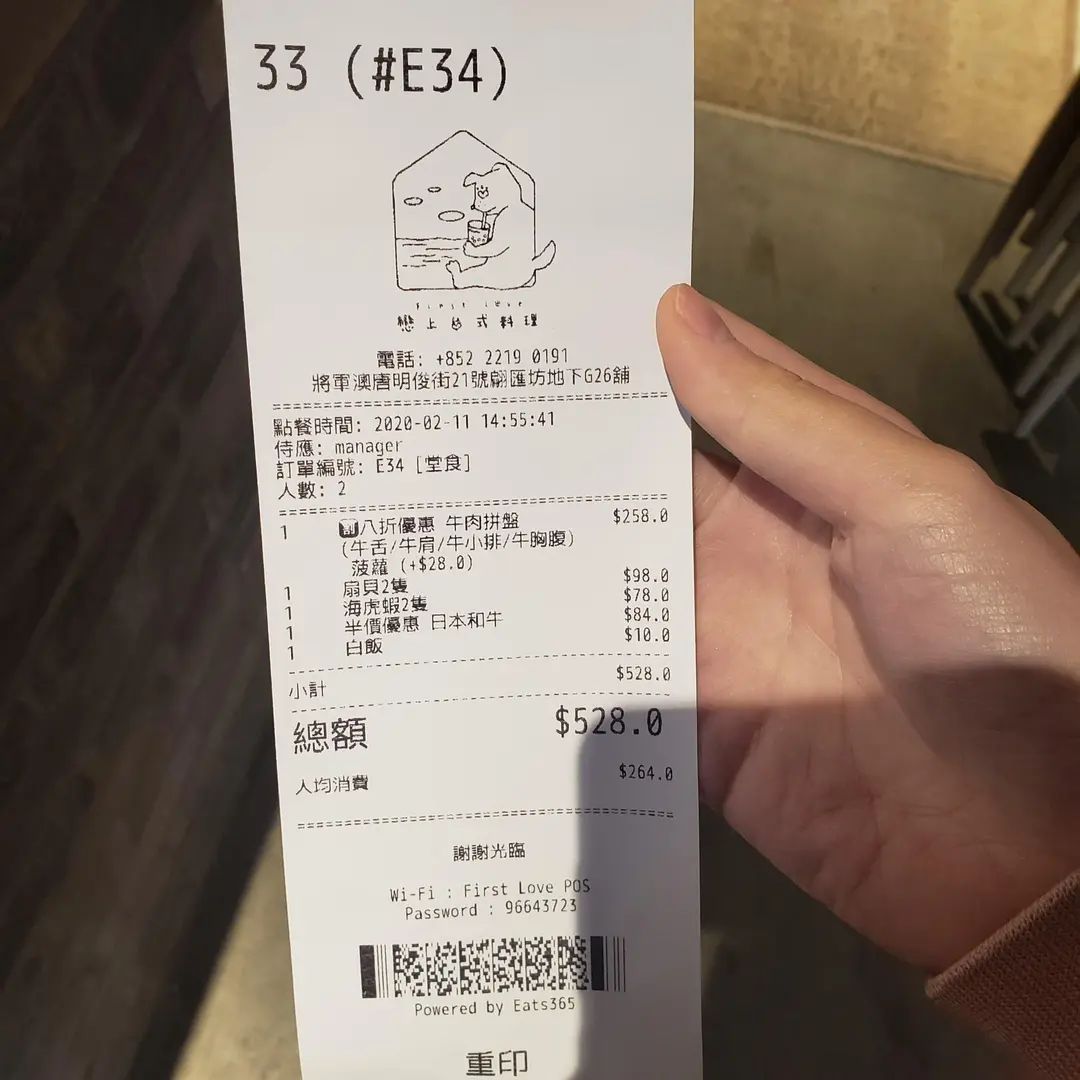 33 (#E34)
First Love
戀上台式料理
電話: +852 2219 0191
將軍澳唐明俊街21號翩匯坊地下G26舖
點餐時間: 2020-02-11 14:55:41
侍應: manager
訂單編號: E34 [堂食]
人數: 2
1 八折優惠 牛肉拼盤 $258.0
(牛舌/牛肩/牛小排/牛胸腹)
菠蘿 (+$28.0)
1 扇貝2隻 $98.0
1 海虎蝦2隻 $78.0
1 半價優惠 日本和牛 $84.0
1 白飯 $10.0
小計 $528.0
總額 $528.0
人均消費 $264.0
謝謝光臨
Wi-Fi : First Love POS
Password : 96643723
Powered by Eats365
重印